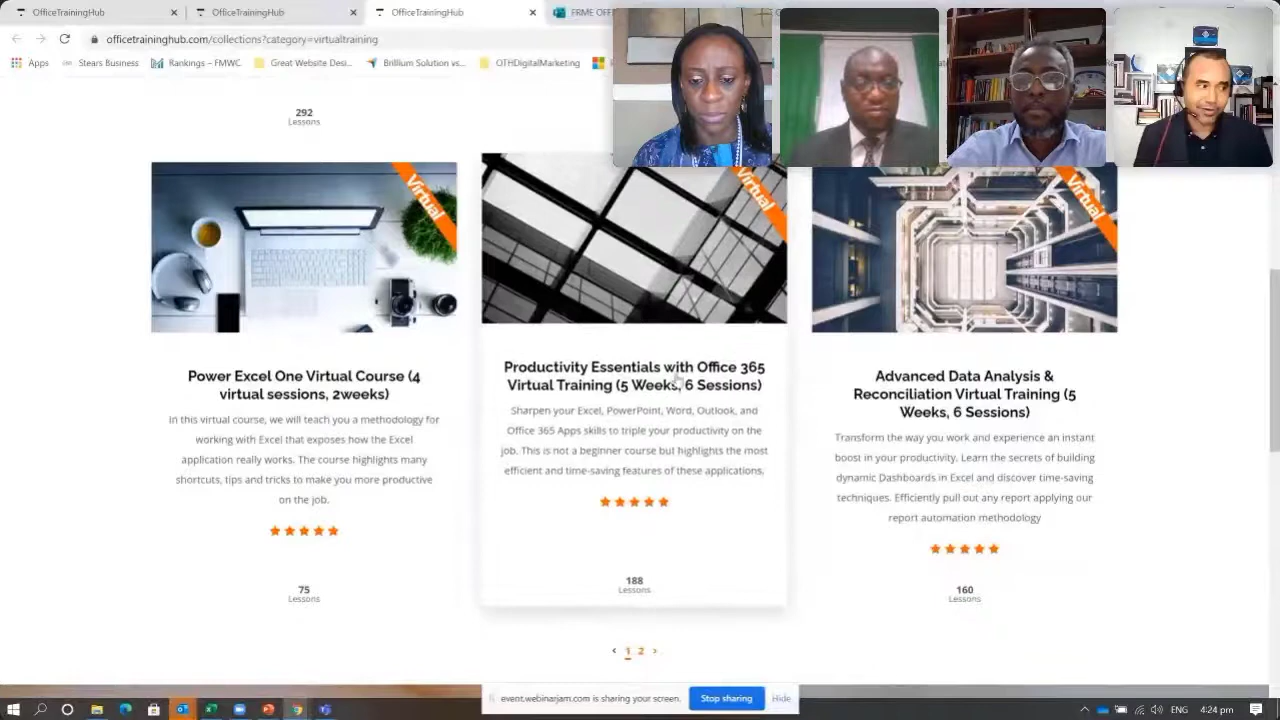 OfficeTrainingHub
OfficeTrainingHub
OfficeTrainingHub
FRME OFF
officetraininghub.com/collections?category=virtualtraining
Apps
Stears Business
Rankings – FMWC
Great Website Desi...
Brillium Solution vs...
OTHDigitalMarketing
292
Lessons
Virtual
Virtual
Virtual
Power Excel One Virtual Course (4
virtual sessions, 2weeks)
In this virtual course, we will teach you a methodology for
working with Excel that exposes how the Excel
application really works. The course highlights many
shortcuts, tips and tricks to make you more productive
on the job.
75
Lessons
Productivity Essentials with Office 365
Virtual Training (5 Weeks, 6 Sessions)
Sharpen your Excel, PowerPoint, Word, Outlook, and
Office 365 Apps skills to triple your productivity on the
job. This is not a beginner course but highlights the most
efficient and time-saving features of these applications.
188
Lessons
Advanced Data Analysis &
Reconciliation Virtual Training (5
Weeks, 6 Sessions)
Transform the way you work and experience an instant
boost in your productivity. Learn the secrets of building
dynamic Dashboards in Excel and discover time-saving
techniques. Efficiently pull out any report applying our
report automation methodology
160
Lessons
‹ 1 2 ›
event.webinarjam.com is sharing your screen.
Stop sharing
Hide
ENG
4:24 pm